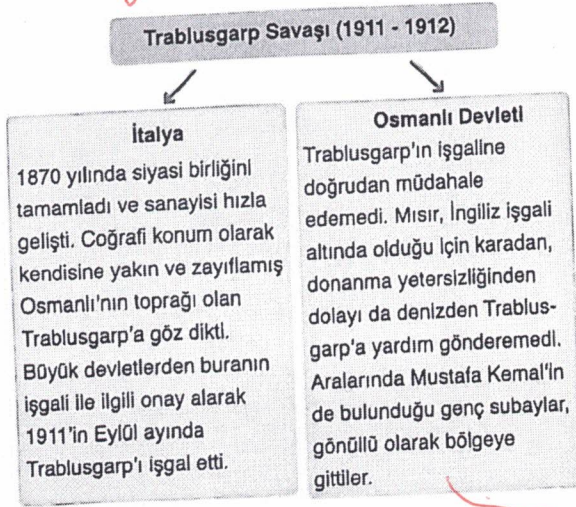 Trablusgarp Savaşı (1911 - 1912)
İtalya
1870 yılında siyasi birliğini
tamamladı ve sanayisi hızla
gelişti. Coğrafi konum olarak
kendisine yakın ve zayıflamış
Osmanlı'nın toprağı olan
Trablusgarp'a göz dikti.
Büyük devletlerden buranın
işgali ile ilgili onay alarak
1911'in Eylül ayında
Trablusgarp'ı işgal etti.
Osmanlı Devleti
Trablusgarp'ın işgaline
doğrudan müdahale
edemedi. Mısır, İngiliz işgali
altında olduğu için karadan,
donanma yetersizliğinden
dolayı da denizden Trablus-
garp'a yardım gönderemedi.
Aralarında Mustafa Kemal'in
de bulunduğu genç subaylar,
gönüllü olarak bölgeye
gittiler.